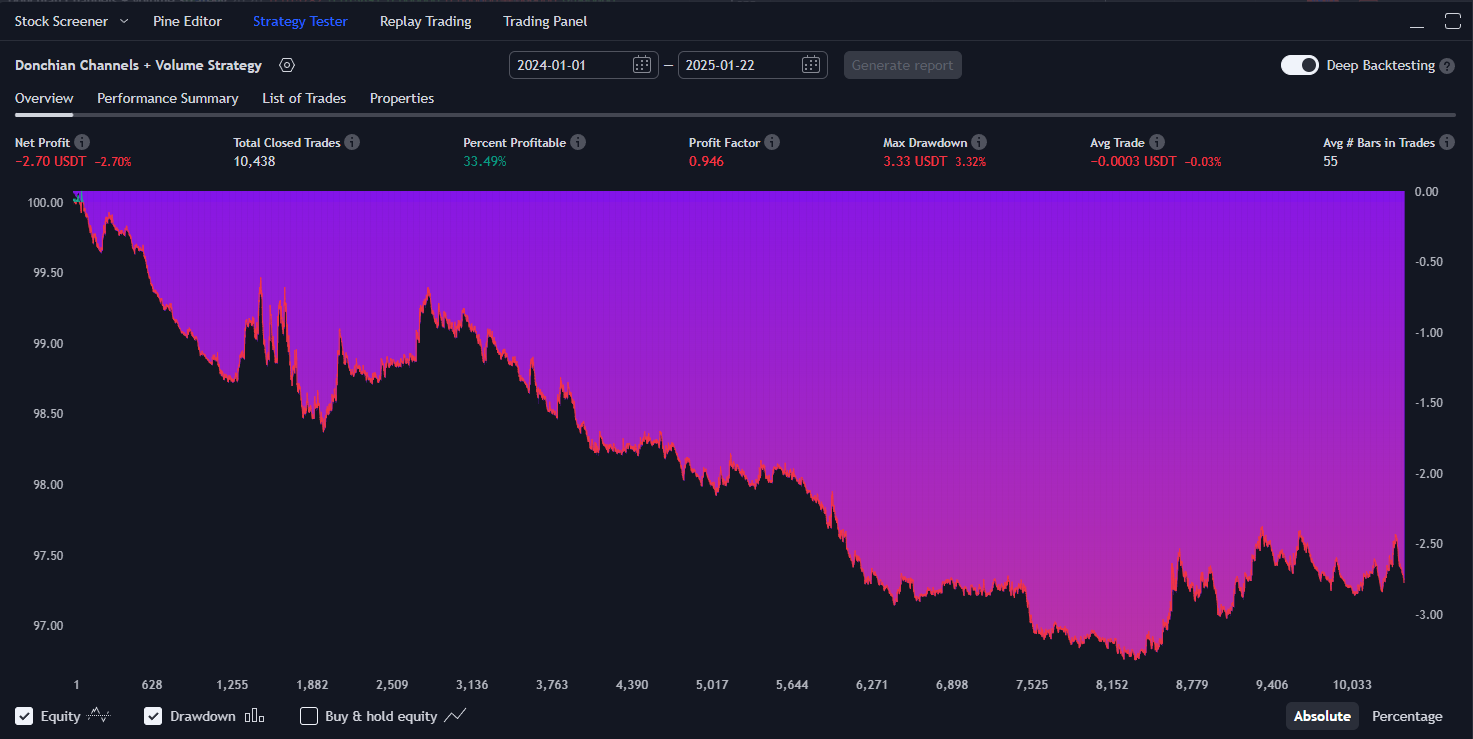 Stock Screener Pine Editor Strategy Tester Replay Trading Trading Panel
Donchian Channels + Volume Strategy 2024-01-01 — 2025-01-22 Generate report Deep Backtesting ?
Overview Performance Summary List of Trades Properties
Net Profit Total Closed Trades Percent Profitable Profit Factor Max Drawdown Avg Trade Avg # Bars in Trades
−2.70 USDT −2.70% 10,438 33.49% 0.946 3.33 USDT 3.32% −0.0003 USDT -0.03% 55
100.00 0.00
99.50 -0.50
99.00 -1.00
98.50 -1.50
98.00 -2.00
97.50 -2.50
97.00 -3.00
1 628 1,255 1,882 2,509 3,136 3,763 4,390 5,017 5,644 6,271 6,898 7,525 8,152 8,779 9,406 10,033
Equity Drawdown Buy & hold equity Absolute Percentage